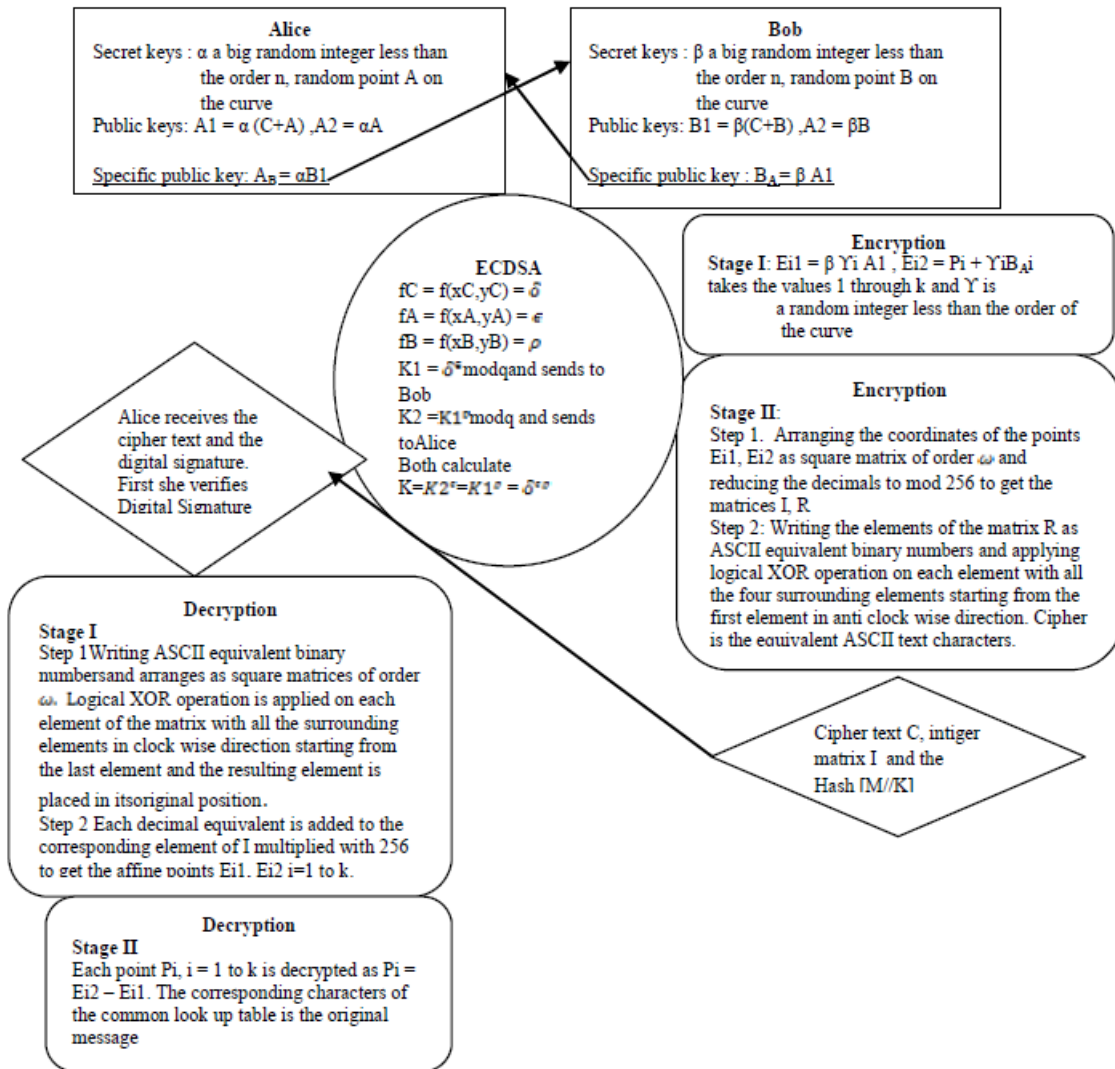 Alice
Secret keys : α a big random integer less than
the order n, random point A on
the curve
Public keys: A1 = α (C+A) ,A2 = αA
Specific public key: A_B = αB1
Bob
Secret keys : β a big random integer less than
the order n, random point B on
the curve
Public keys: B1 = β(C+B) ,A2 = βB
Specific public key : B_A = β A1
ECDSA
fC = f(xC,yC) = δ
fA = f(xA,yA) = ϵ
fB = f(xB,yB) = ρ
K1 = δ^ϵmodqand sends to
Bob
K2 =K1^ρmodq and sends
toAlice
Both calculate
K=K2^ϵ=K1^ρ = δ^ϵρ
Encryption
Stage I: Ei1 = β ϒi A1 , Ei2 = Pi + ϒiB_Ai
takes the values 1 through k and ϒ is
a random integer less than the order of
the curve
Encryption
Stage II:
Step 1. Arranging the coordinates of the points
Ei1, Ei2 as square matrix of order ω and
reducing the decimals to mod 256 to get the
matrices I, R
Step 2: Writing the elements of the matrix R as
ASCII equivalent binary numbers and applying
logical XOR operation on each element with all
the four surrounding elements starting from the
first element in anti clock wise direction. Cipher
is the equivalent ASCII text characters.
Cipher text C, intiger
matrix I and the
Hash [M//K]
Alice receives the
cipher text and the
digital signature.
First she verifies
Digital Signature
Decryption
Stage I
Step 1Writing ASCII equivalent binary
numbersand arranges as square matrices of order
ω. Logical XOR operation is applied on each
element of the matrix with all the surrounding
elements in clock wise direction starting from
the last element and the resulting element is
placed in itsoriginal position.
Step 2 Each decimal equivalent is added to the
corresponding element of I multiplied with 256
to get the affine points Ei1, Ei2 i=1 to k.
Decryption
Stage II
Each point Pi, i = 1 to k is decrypted as Pi =
Ei2 – Ei1. The corresponding characters of
the common look up table is the original
message